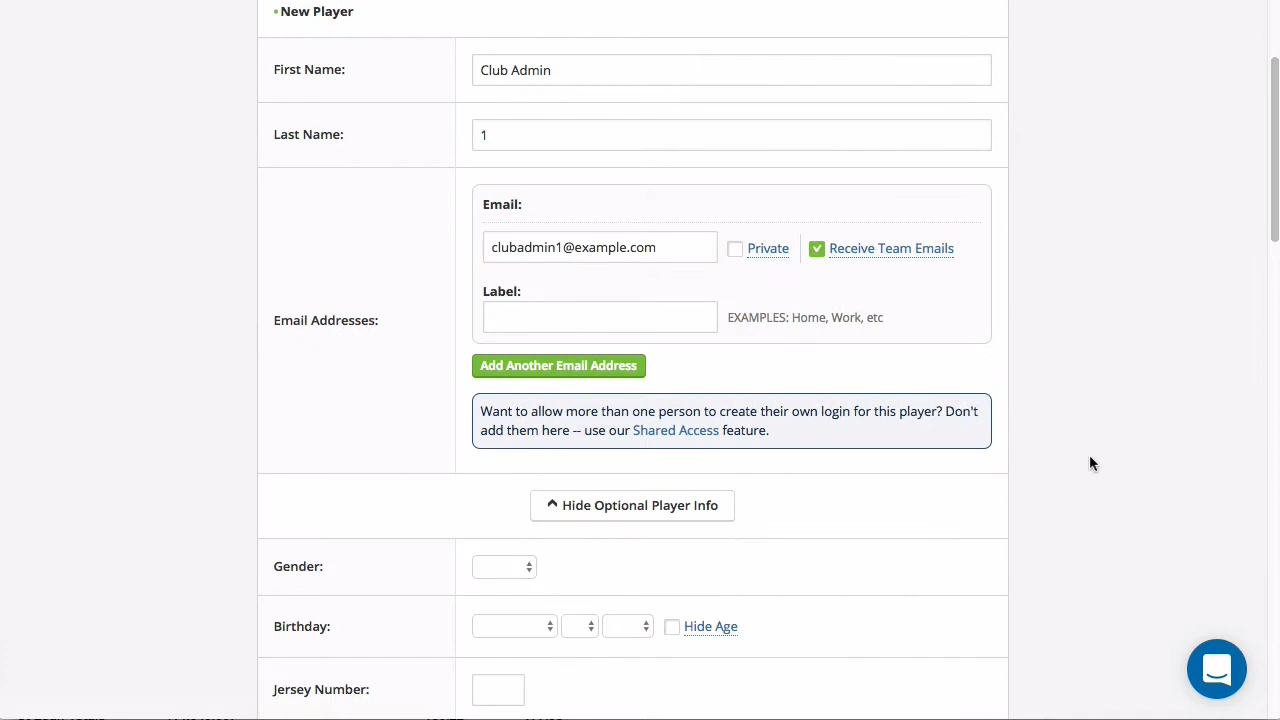 New Player
First Name:
Club Admin
Last Name:
1
Email Addresses:
Email:
clubadmin1@example.com
Private
Receive Team Emails
Label:
EXAMPLES: Home, Work, etc
Add Another Email Address
Want to allow more than one person to create their own login for this player? Don't
add them here -- use our Shared Access feature.
Hide Optional Player Info
Gender:
Birthday:
Hide Age
Jersey Number: